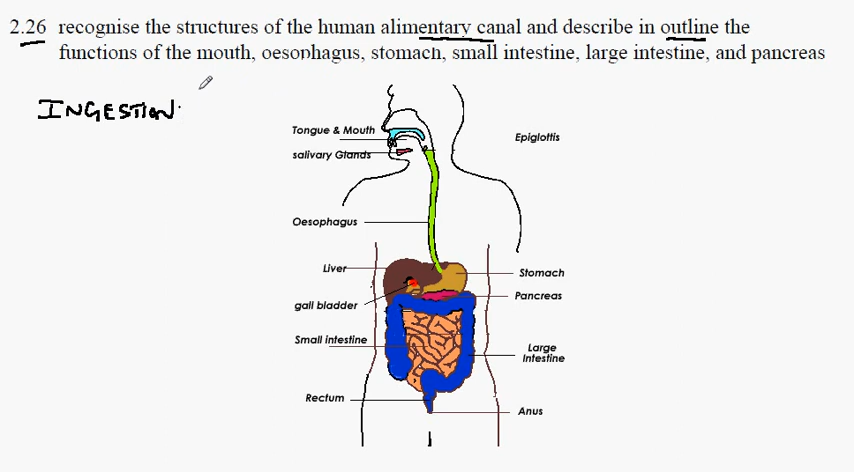 2.26 recognise the structures of the human alimentary canal and describe in outline the
functions of the mouth, oesophagus, stomach, small intestine, large intestine, and pancreas
INGESTION
Tongue & Mouth
Epiglottis
salivary Glands
Oesophagus
Liver
Stomach
Pancreas
gall bladder
Small intestine
Large
Intestine
Rectum
Anus